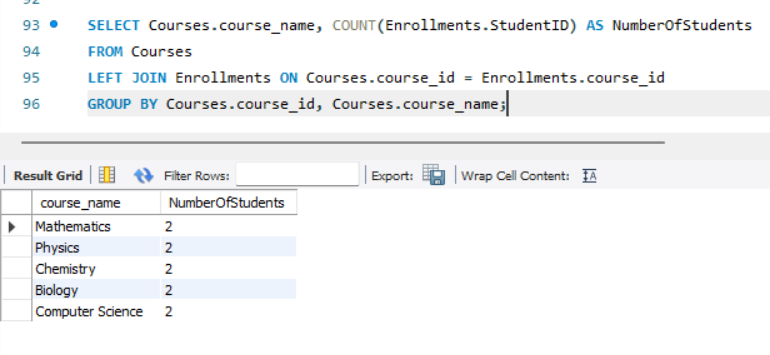 93 SELECT Courses.course_name, COUNT(Enrollments.StudentID) AS NumberOfStudents
94 FROM Courses
95 LEFT JOIN Enrollments ON Courses.course_id = Enrollments.course_id
96 GROUP BY Courses.course_id, Courses.course_name;
Result Grid Filter Rows: Export: Wrap Cell Content: IA
course_name NumberOfStudents
Mathematics 2
Physics 2
Chemistry 2
Biology 2
Computer Science 2